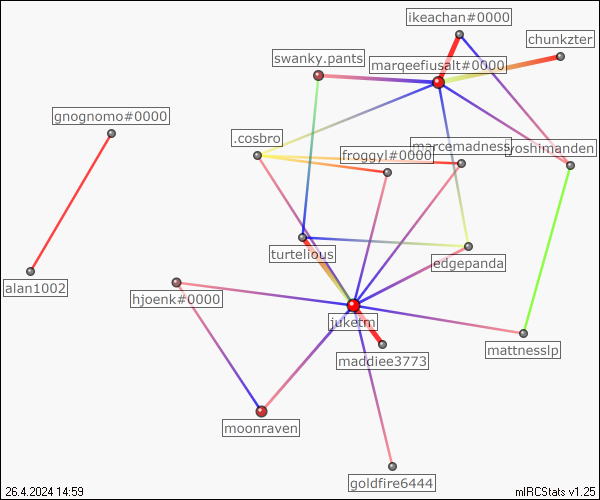 ikeachan#0000
chunkzter
swanky.pants
marqeefiusalt#0000
gnognomo#0000
.cosbro
marcemadness
yoshimanden
froggyl#0000
turtelious
edgepanda
alan1002
hjoenk#0000
juketm
mattnesslp
maddiee3773
moonraven
goldfire6444
26.4.2024 14:59
mIRCStats v1.25